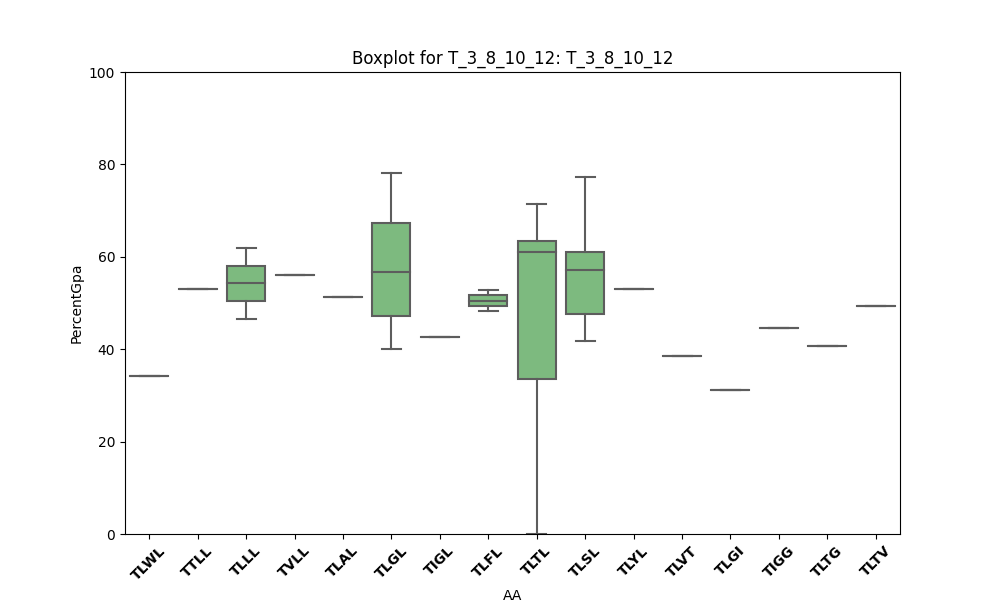 Boxplot for T_3_8_10_12: T_3_8_10_12
PercentGpa
100
80
60
40
20
0
TLWL
TTLL
TLLL
TVLL
TLAL
TLGL
TIGL
TLFL
TLTL
TLSL
TLYL
TLVT
TLGI
TIGG
TLTG
TLTV
AA